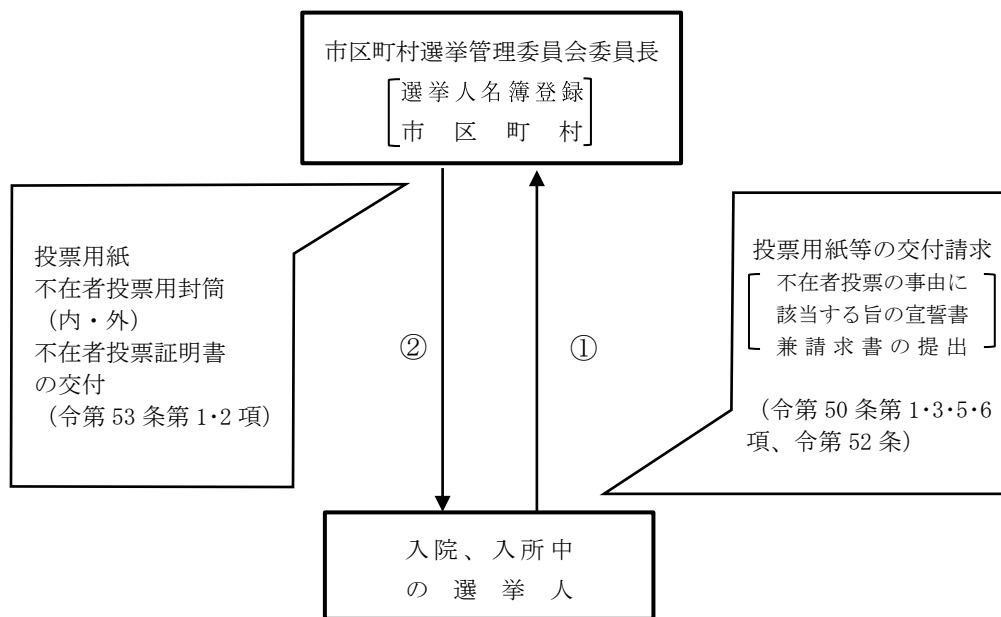 市区町村選挙管理委員会委員長
選挙人名簿登録
市区町村
投票用紙
不在者投票用封筒
(内・外)
不在者投票証明書
の交付
(令第 53 条第 1・2 項)
②
①
投票用紙等の交付請求
不在者投票の事由に
該当する旨の宣誓書
兼請求書の提出
(令第 50 条第 1・3・5・6
項、令第 52 条)
入院、入所中
の選挙人